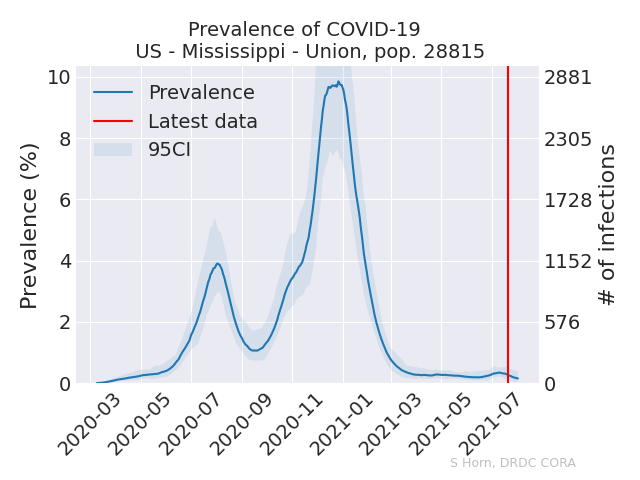 Prevalence of COVID-19
US - Mississippi - Union, pop. 28815
Prevalence (%)
10
8
6
4
2
0
Prevalence
Latest data
95CI
2881
2305
1728
1152
576
0
# of infections
2020-03
2020-05
2020-07
2020-09
2020-11
2021-01
2021-03
2021-05
2021-07
S Horn, DRDC CORA